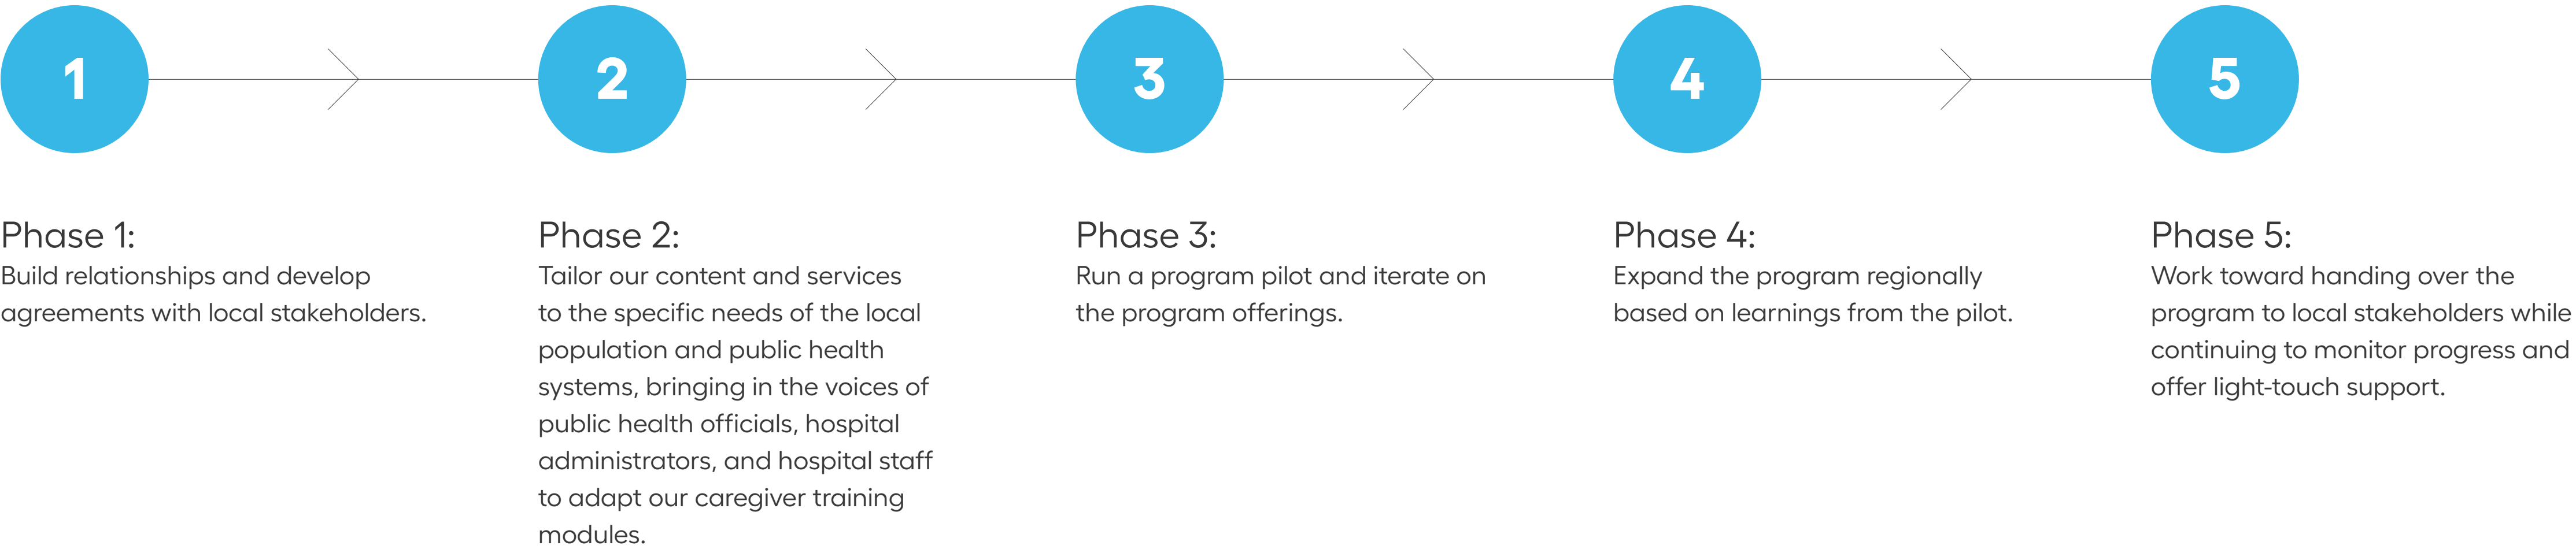 1
2
3
4
5
Phase 1:
Build relationships and develop
agreements with local stakeholders.
Phase 2:
Tailor our content and services
to the specific needs of the local
population and public health
systems, bringing in the voices of
public health officials, hospital
administrators, and hospital staff
to adapt our caregiver training
modules.
Phase 3:
Run a program pilot and iterate on
the program offerings.
Phase 4:
Expand the program regionally
based on learnings from the pilot.
Phase 5:
Work toward handing over the
program to local stakeholders while
continuing to monitor progress and
offer light-touch support.